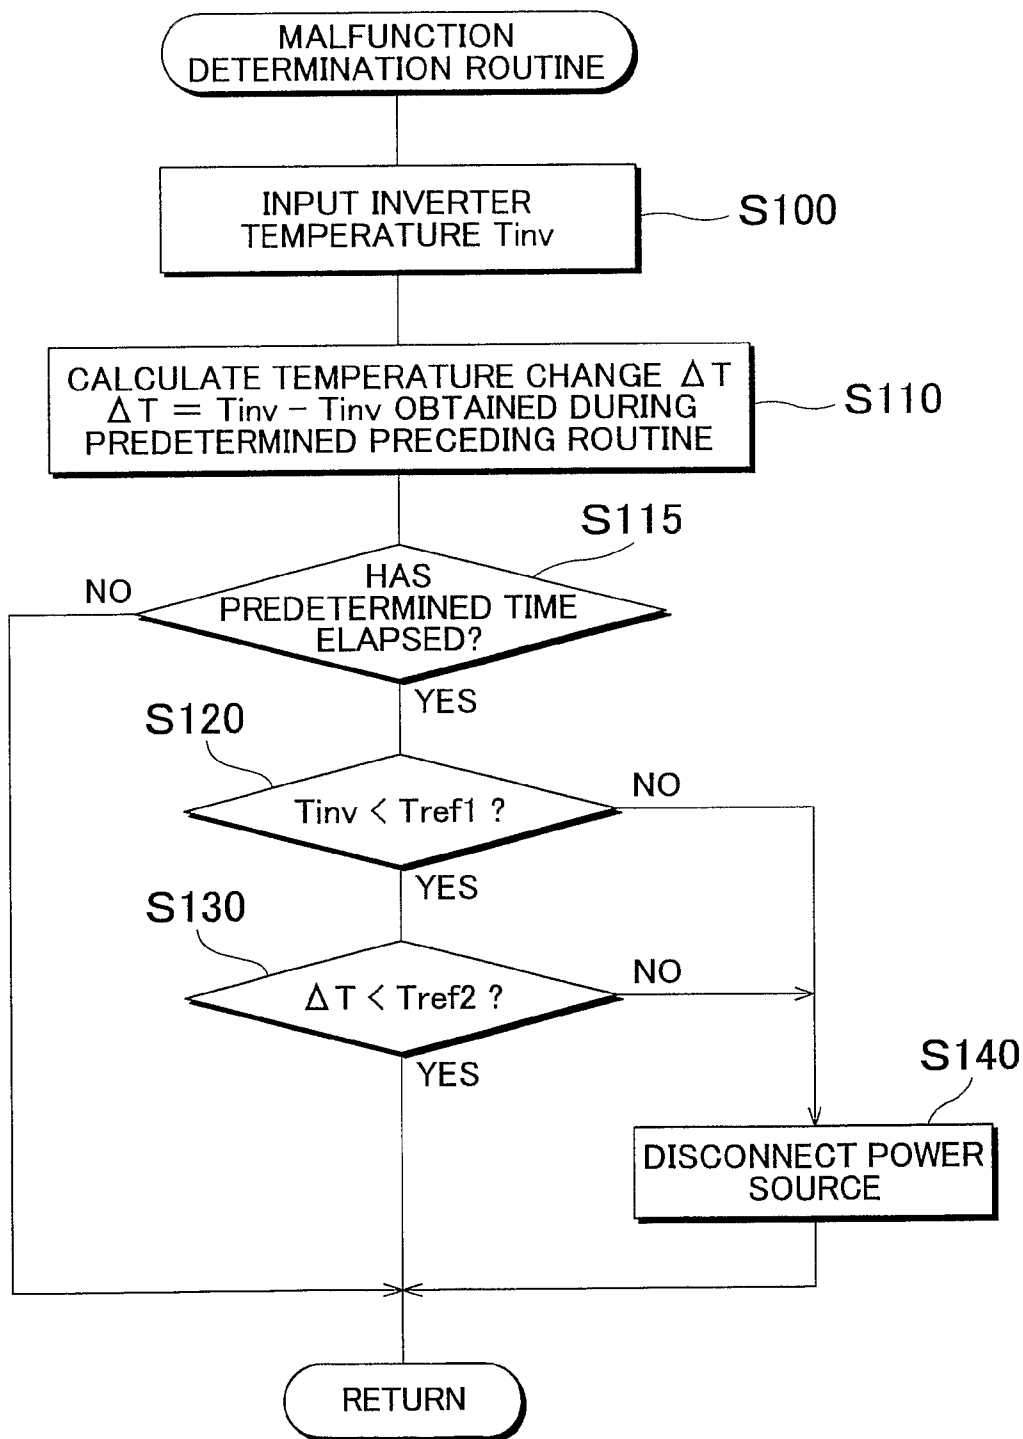 MALFUNCTION
DETERMINATION ROUTINE
INPUT INVERTER
TEMPERATURE Tinv
S100
CALCULATE TEMPERATURE CHANGE ΔT
ΔT = Tinv – Tinv OBTAINED DURING
PREDETERMINED PRECEDING ROUTINE
S110
S115
HAS
PREDETERMINED TIME
ELAPSED?
NO
YES
S120
Tinv < Tref1 ?
NO
YES
S130
ΔT < Tref2 ?
NO
YES
S140
DISCONNECT POWER
SOURCE
RETURN